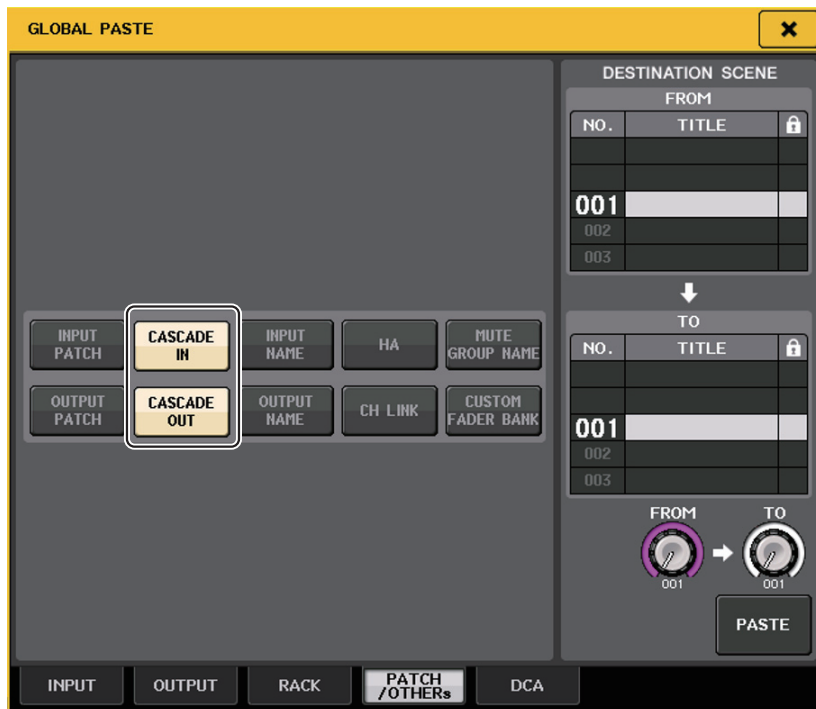 GLOBAL PASTE
DESTINATION SCENE
FROM
NO. TITLE
001
002
003
TO
NO. TITLE
001
002
003
INPUT PATCH
CASCADE IN
INPUT NAME
HA
MUTE GROUP NAME
OUTPUT PATCH
CASCADE OUT
OUTPUT NAME
CH LINK
CUSTOM FADER BANK
FROM TO
001 001
PASTE
INPUT OUTPUT RACK PATCH /OTHERs DCA